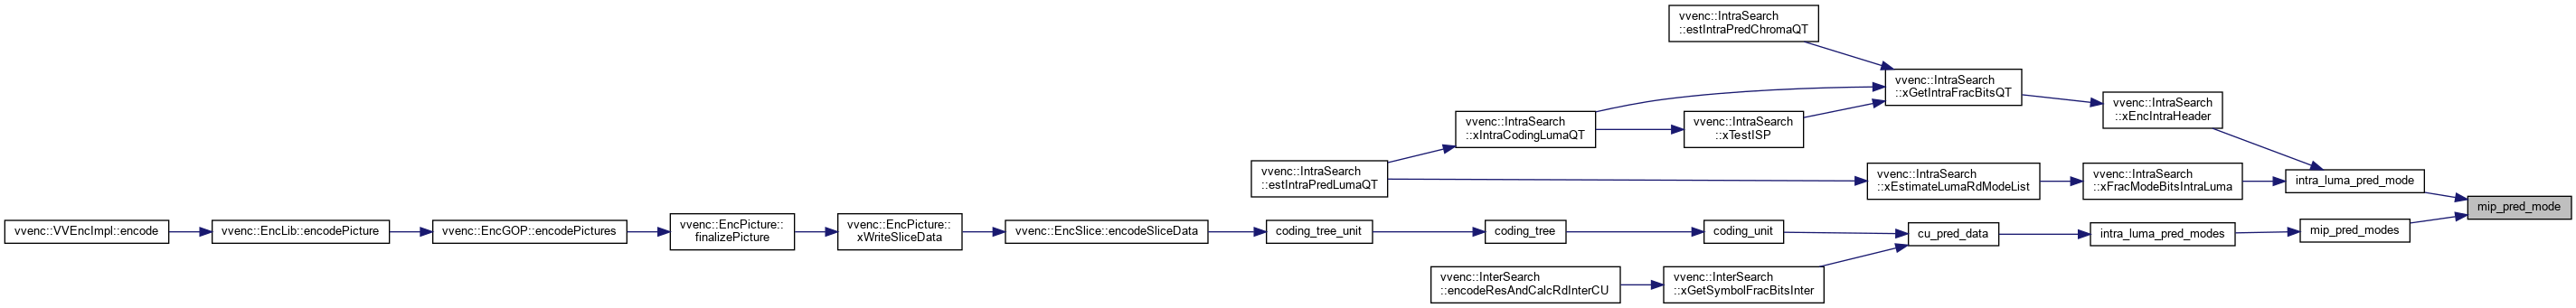 vvenc::IntraSearch
::estIntraPredChromaQT
vvenc::IntraSearch
::xGetIntraFracBitsQT
vvenc::IntraSearch
::xEncIntraHeader
vvenc::IntraSearch
::xIntraCodingLumaQT
vvenc::IntraSearch
::xTestISP
vvenc::IntraSearch
::estIntraPredLumaQT
vvenc::IntraSearch
::xEstimateLumaRdModeList
vvenc::IntraSearch
::xFracModeBitsIntraLuma
intra_luma_pred_mode
mip_pred_mode
vvenc::VVEncImpl::encode
vvenc::EncLib::encodePicture
vvenc::EncGOP::encodePictures
vvenc::EncPicture::
finalizePicture
vvenc::EncPicture::
xWriteSliceData
vvenc::EncSlice::encodeSliceData
coding_tree_unit
coding_tree
coding_unit
cu_pred_data
intra_luma_pred_modes
mip_pred_modes
vvenc::InterSearch
::encodeResAndCalcRdInterCU
vvenc::InterSearch
::xGetSymbolFracBitsInter